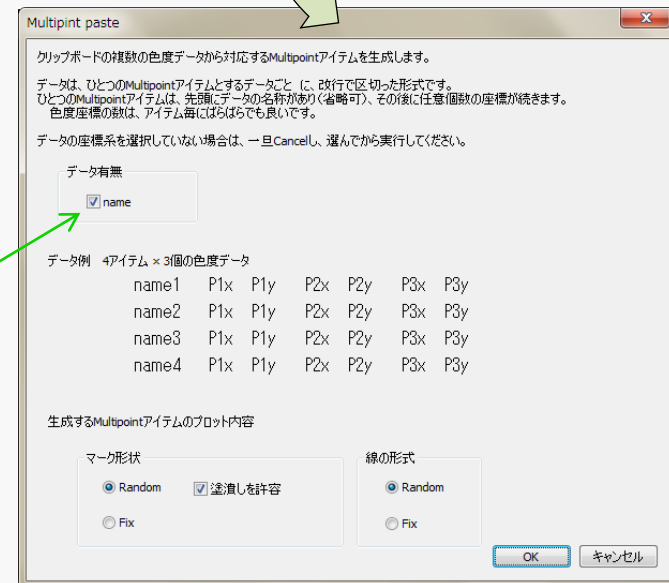 Multipint paste
クリップボードの複数の色度データから対応するMultipointアイテムを生成します。
データは、ひとつのMultipointアイテムとするデータごと に、改行で区切った形式です。
ひとつのMultipointアイテムは、先頭にデータの名称があり(省略可)、その後に任意個数の座標が続きます。
色度座標の数は、アイテム毎にばらばらでも良いです。
データの座標系を選択していない場合は、一旦Cancelし、選んでから実行してください。
データ有無
name
データ例 4アイテム × 3個の色度データ
name1 P1x P1y P2x P2y P3x P3y
name2 P1x P1y P2x P2y P3x P3y
name3 P1x P1y P2x P2y P3x P3y
name4 P1x P1y P2x P2y P3x P3y
生成するMultipointアイテムのプロット内容
マーク形状 線の形式
Random 塗潰しを許容 Random
Fix Fix
OK キャンセル